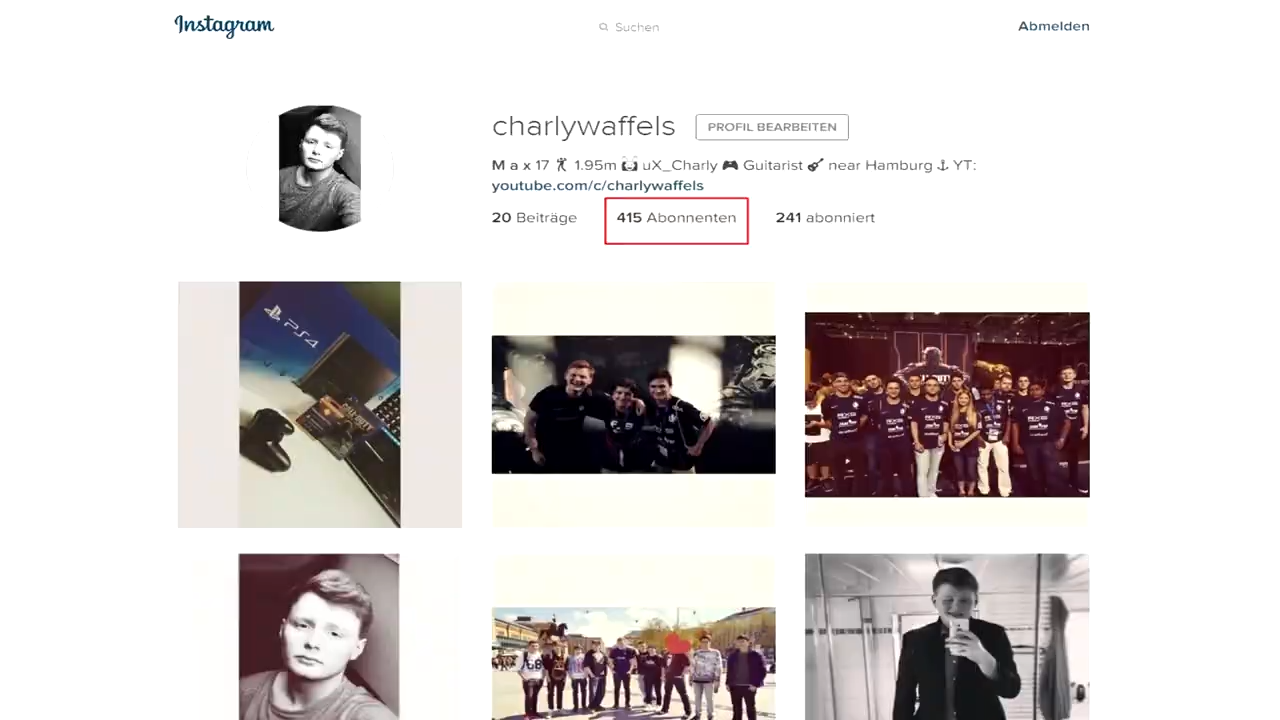 Instagram
Suchen
Abmelden
charlywaffels
PROFIL BEARBEITEN
M a x 17 1.95m uX_Charly Guitarist near Hamburg ⚓ YT:
youtube.com/c/charlywaffels
20 Beiträge 415 Abonnenten 241 abonniert
PS4